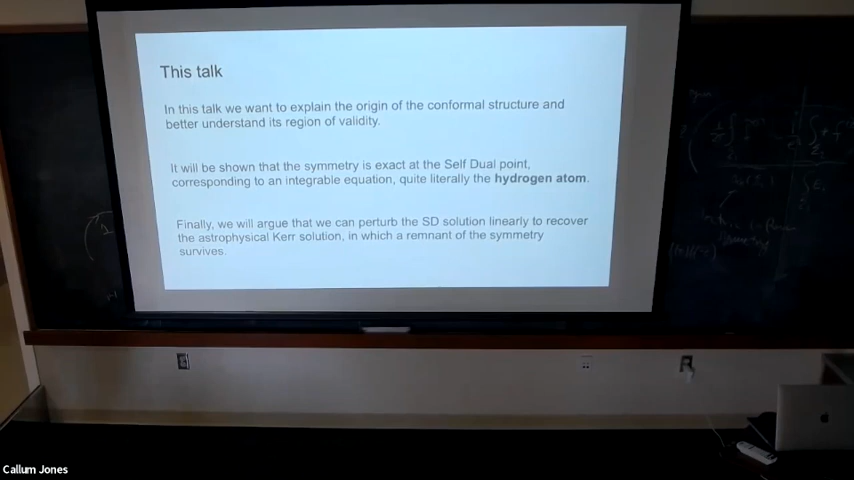 This talk
In this talk we want to explain the origin of the conformal structure and
better understand its region of validity.
It will be shown that the symmetry is exact at the Self Dual point,
corresponding to an integrable equation, quite literally the hydrogen atom.
Finally, we will argue that we can perturb the SD solution linearly to recover
the astrophysical Kerr solution, in which a remnant of the symmetry
survives.
Callum Jones